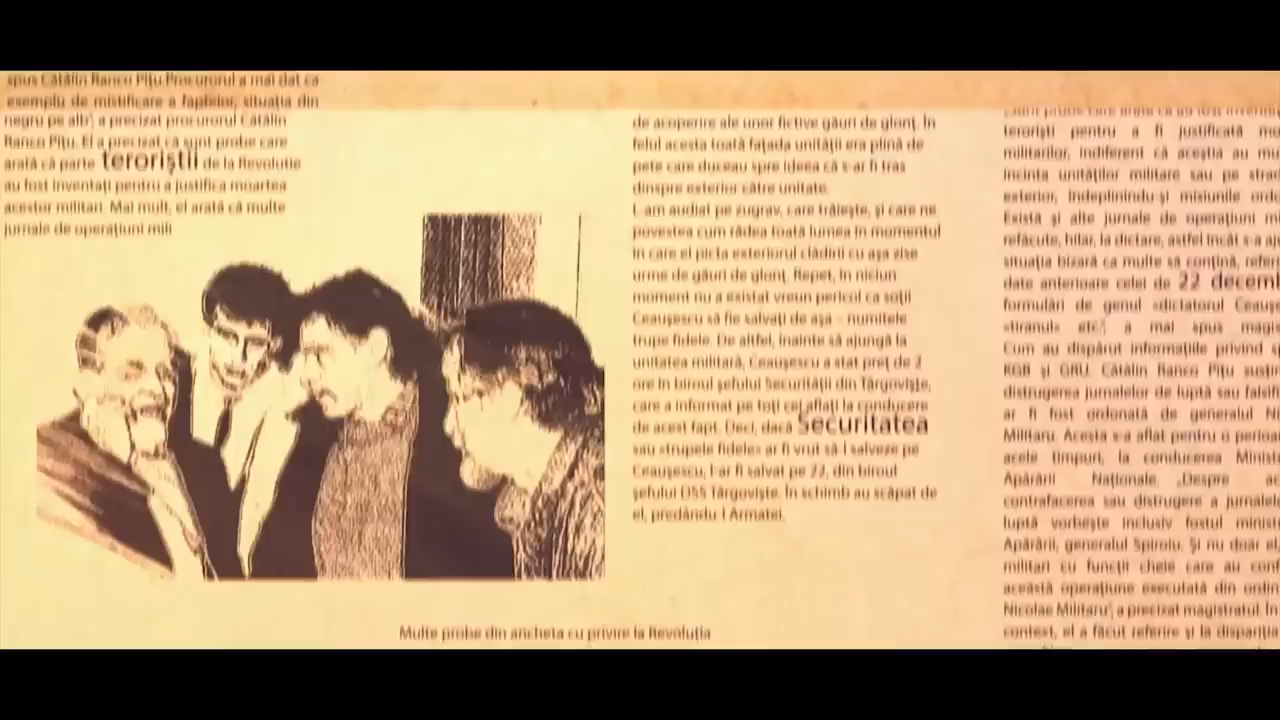 spus Cătălin Ranco Pițu.Procurorul a mai dat ca
exemplu de mistificare a faptelor, situația din
negru pe alb”, a precizat procurorul Cătălin
Ranco Pițu. El a precizat că sunt probe care
arată că parte teroriștii de la Revoluție
au fost inventați pentru a justifica moartea
acestor militari. Mai mult, el arată că multe
jurnale de operațiuni mili
de acoperire ale unor fictive găuri de glonț. În
felul acesta toată fațada unității era plină de
pete care duceau spre ideea că s-ar fi tras
dinspre exterior către unitate.
L-am audiat pe zugrav, care trăiește, și care ne
povestea cum râdea toată lumea în momentul
în care el picta exteriorul clădirii cu așa zise
urme de găuri de glonț. Repet, în niciun
moment nu a existat vreun pericol ca soții
Ceaușescu să fie salvați de așa - numitele
trupe fidele. De altfel, înainte să ajungă la
unitatea militară, Ceaușescu a stat preț de 2
ore în biroul șefului Securității din Târgoviște,
care a informat pe toți cei aflați la conducere
de acest fapt. Deci, dacă Securitatea
sau «trupele fidele» ar fi vrut să-l salveze pe
Ceaușescu, l-ar fi salvat pe 22, din biroul
șefului DSS Târgoviște. În schimb au scăpat de
el, predându-l Armatei.
„Sunt probe care arată că au fost
teroriști pentru a fi justificată
militarilor, indiferent că aceștia au
incinta unităților militare sau pe
exterior, îndeplinindu-și misiunile
Există și alte jurnale de operațiuni
refăcute, hilar, la dictare, astfel încât s-a
situația bizară ca multe să conțină,
date anterioare celei de 22
formulări de genul «dictatorul
«tiranul» etc”, a mai spus
Cum au dispărut informațiile privind
KGB și GRU. Cătălin Ranco Pițu
distrugerea jurnalelor de luptă sau
ar fi fost ordonată de generalul
Militaru. Acesta s-a aflat pentru o
acele timpuri, la conducerea
Apărării Naționale. „Despre
contrafacerea sau distrugere a
luptă vorbește inclusiv fostul
Apărării, generalul Spiroiu. Și nu doar
militari cu funcții cheie care au
această operațiune executată din
Nicolae Militaru”, a precizat magistratul. În
context, el a făcut referire și la
Multe probe din ancheta cu privire la Revoluția